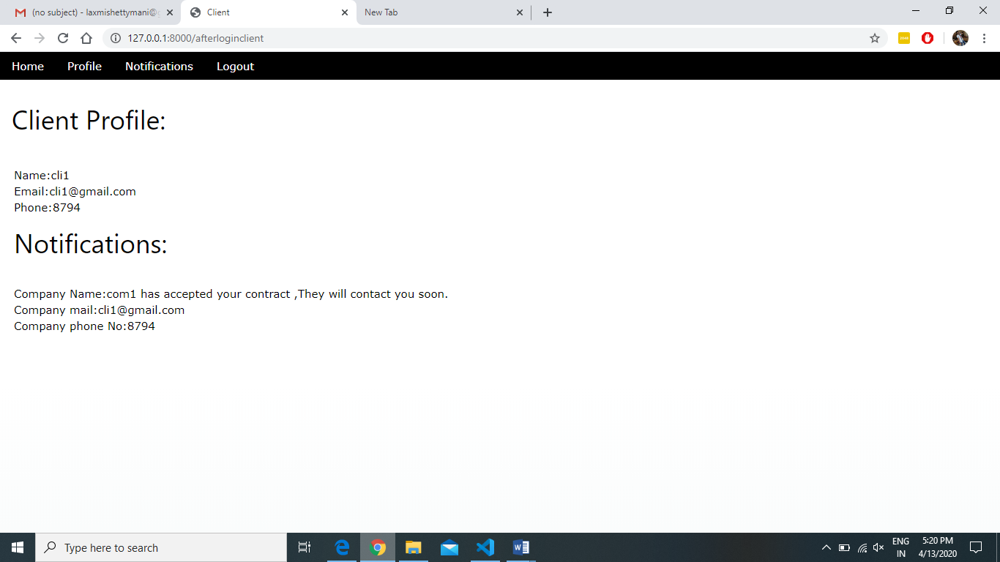 (no subject) - laxmishettymani@g
Client
New Tab
127.0.0.1:8000/afterloginclient
Home Profile Notifications Logout
Client Profile:
Name:cli1
Email:cli1@gmail.com
Phone:8794
Notifications:
Company Name:com1 has accepted your contract ,They will contact you soon.
Company mail:cli1@gmail.com
Company phone No:8794
Type here to search
ENG
IN
5:20 PM
4/13/2020